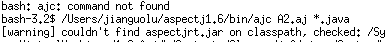 bash: ajc: command not found
bash-3.2$ /Users/jianguolu/aspectj1.6/bin/ajc A2.aj *.java
[warning] couldn't find aspectjrt.jar on classpath, checked: /Sy